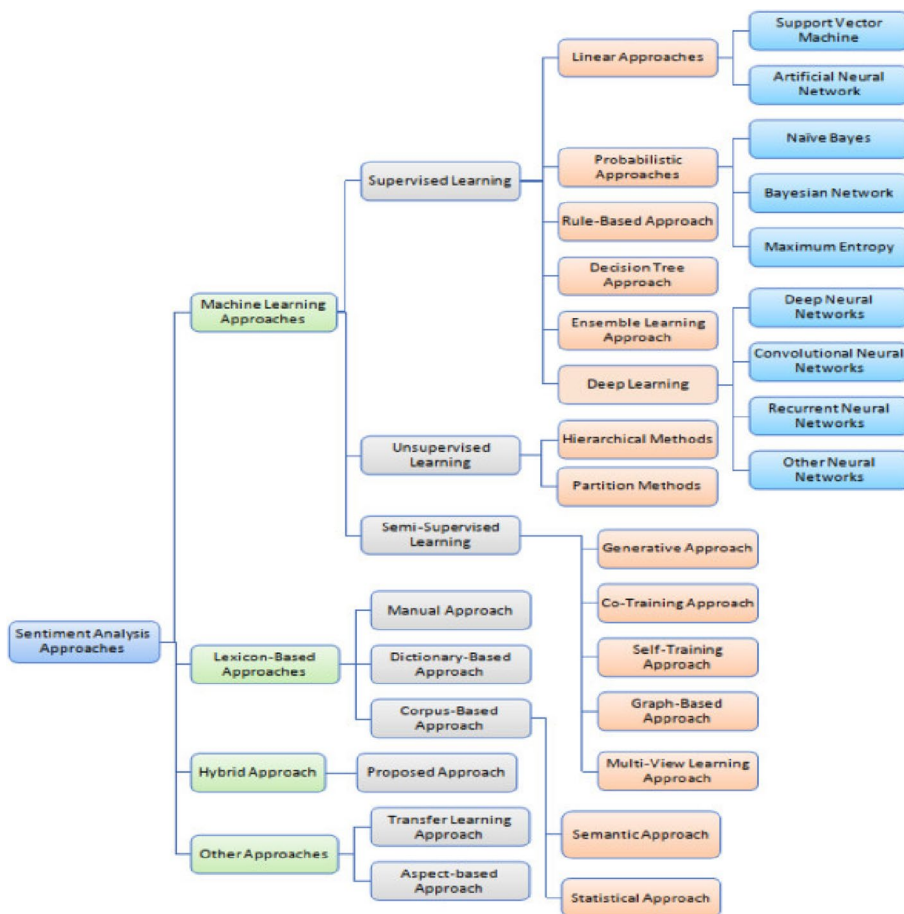 Support Vector
Machine
Linear Approaches
Artificial Neural
Network
Naïve Bayes
Probabilistic
Approaches
Supervised Learning
Bayesian Network
Rule-Based Approach
Maximum Entropy
Decision Tree
Approach
Machine Learning
Approaches
Deep Neural
Networks
Ensemble Learning
Approach
Convolutional Neural
Networks
Deep Learning
Recurrent Neural
Networks
Unsupervised
Learning
Hierarchical Methods
Other Neural
Networks
Partition Methods
Semi-Supervised
Learning
Generative Approach
Manual Approach
Co-Training Approach
Sentiment Analysis
Approaches
Lexicon-Based
Approaches
Dictionary-Based
Approach
Self-Training
Approach
Corpus-Based
Approach
Graph-Based
Approach
Hybrid Approach
Proposed Approach
Multi-View Learning
Approach
Transfer Learning
Approach
Semantic Approach
Other Approaches
Aspect-based
Approach
Statistical Approach